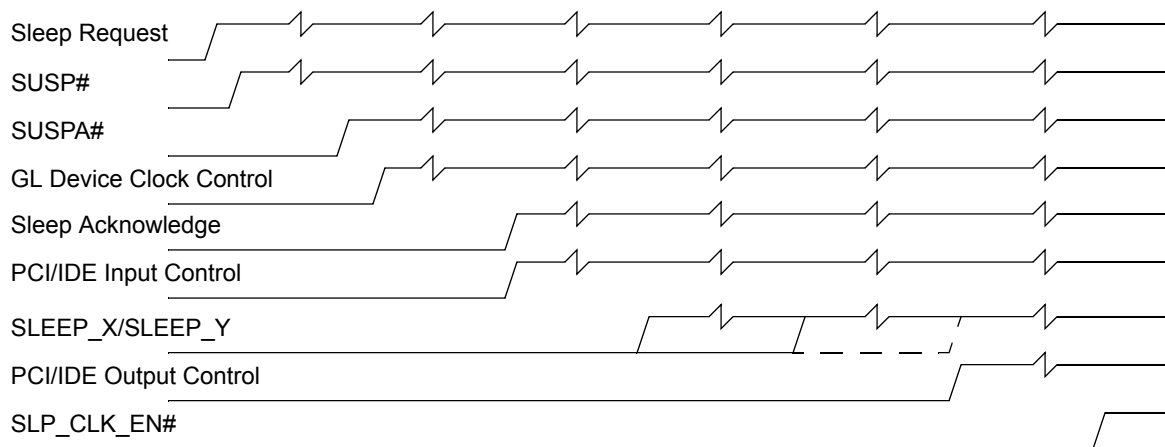 Sleep Request
SUSP#
SUSPA#
GL Device Clock Control
Sleep Acknowledge
PCI/IDE Input Control
SLEEP_X/SLEEP_Y
PCI/IDE Output Control
SLP_CLK_EN#